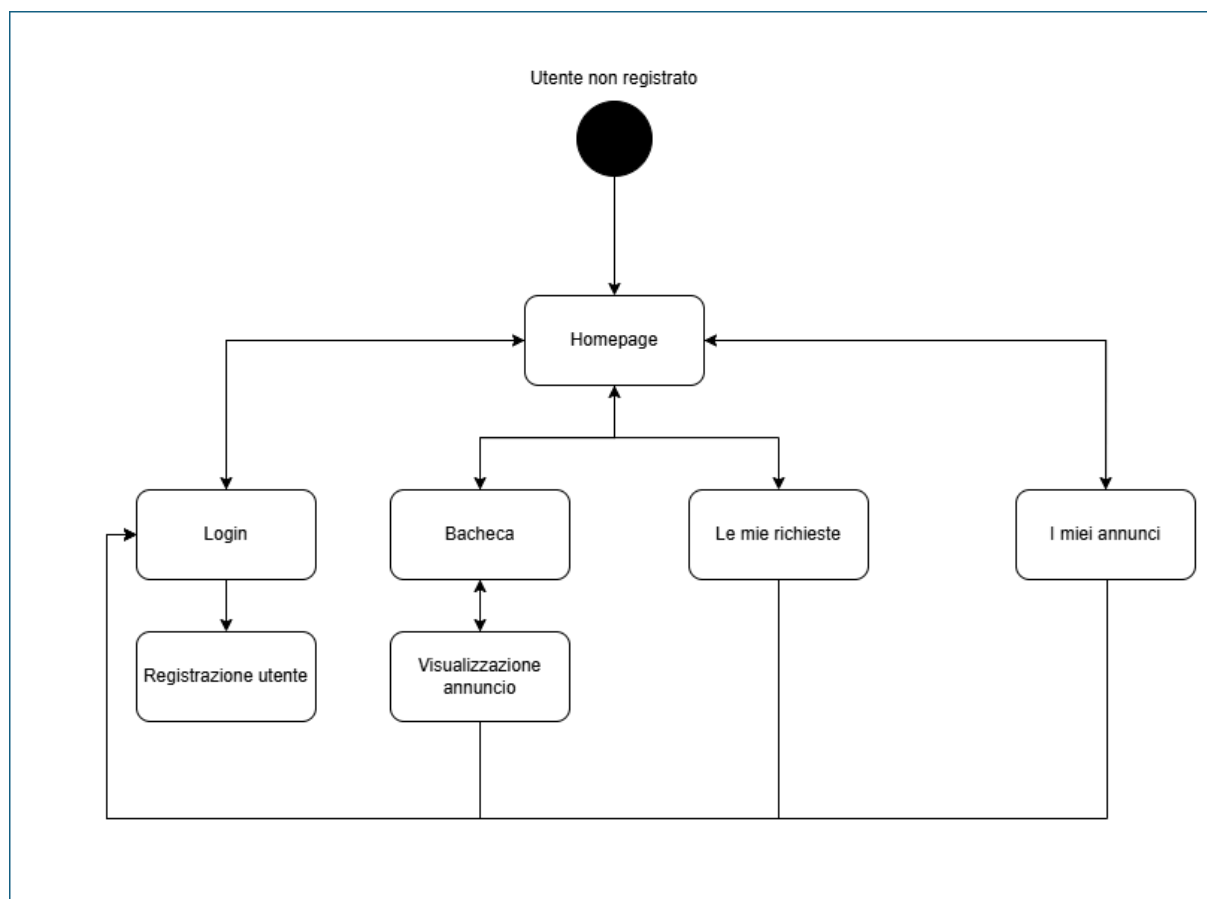 Utente non registrato
Homepage
Login
Bacheca
Le mie richieste
I miei annunci
Registrazione utente
Visualizzazione
annuncio